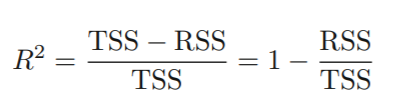 R² = (TSS − RSS) / TSS = 1 − RSS / TSS